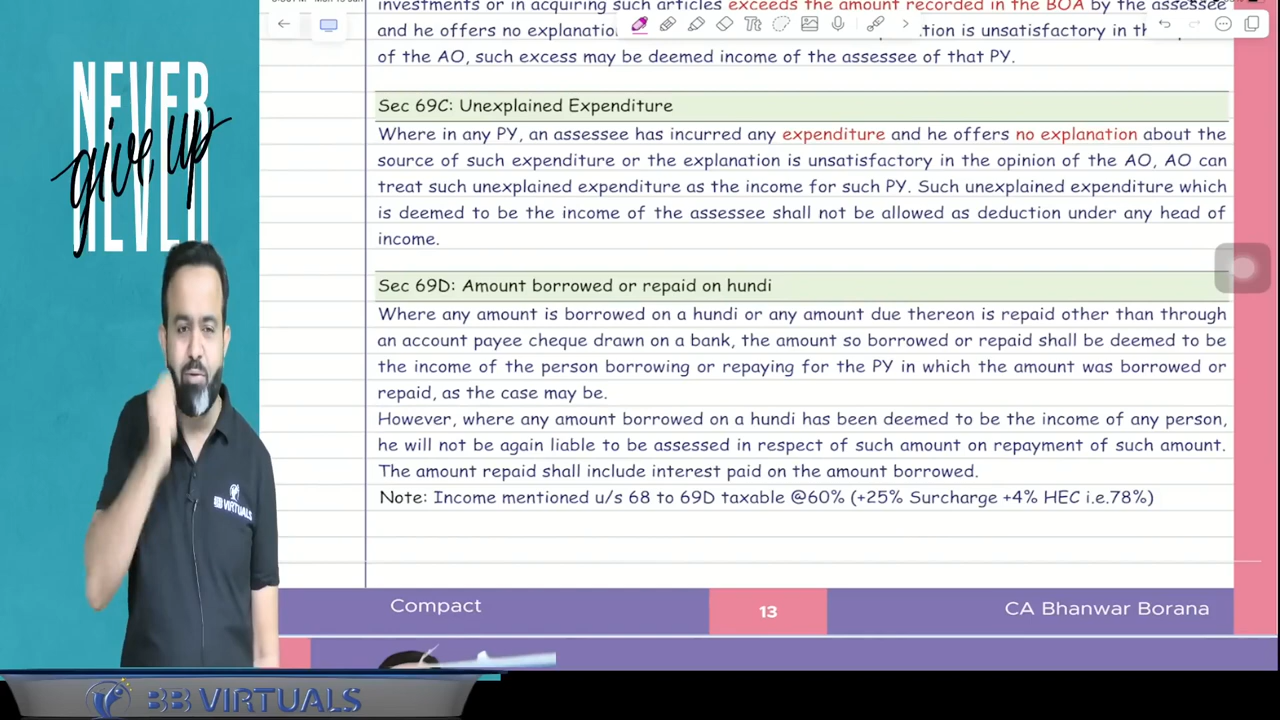 NEVER
give up
NEVER
investments or in acquiring such articles exceeds the amount recorded in the BOA by the assessee
and he offers no explanation is unsatisfactory in th
of the AO, such excess may be deemed income of the assessee of that PY.
Sec 69C: Unexplained Expenditure
Where in any PY, an assessee has incurred any expenditure and he offers no explanation about the
source of such expenditure or the explanation is unsatisfactory in the opinion of the AO, AO can
treat such unexplained expenditure as the income for such PY. Such unexplained expenditure which
is deemed to be the income of the assessee shall not be allowed as deduction under any head of
income.
Sec 69D: Amount borrowed or repaid on hundi
Where any amount is borrowed on a hundi or any amount due thereon is repaid other than through
an account payee cheque drawn on a bank, the amount so borrowed or repaid shall be deemed to be
the income of the person borrowing or repaying for the PY in which the amount was borrowed or
repaid, as the case may be.
However, where any amount borrowed on a hundi has been deemed to be the income of any person,
he will not be again liable to be assessed in respect of such amount on repayment of such amount.
The amount repaid shall include interest paid on the amount borrowed.
Note: Income mentioned u/s 68 to 69D taxable @60% (+25% Surcharge +4% HEC i.e.78%)
BB VIRTUALS
Compact
13
CA Bhanwar Borana
BB VIRTUALS